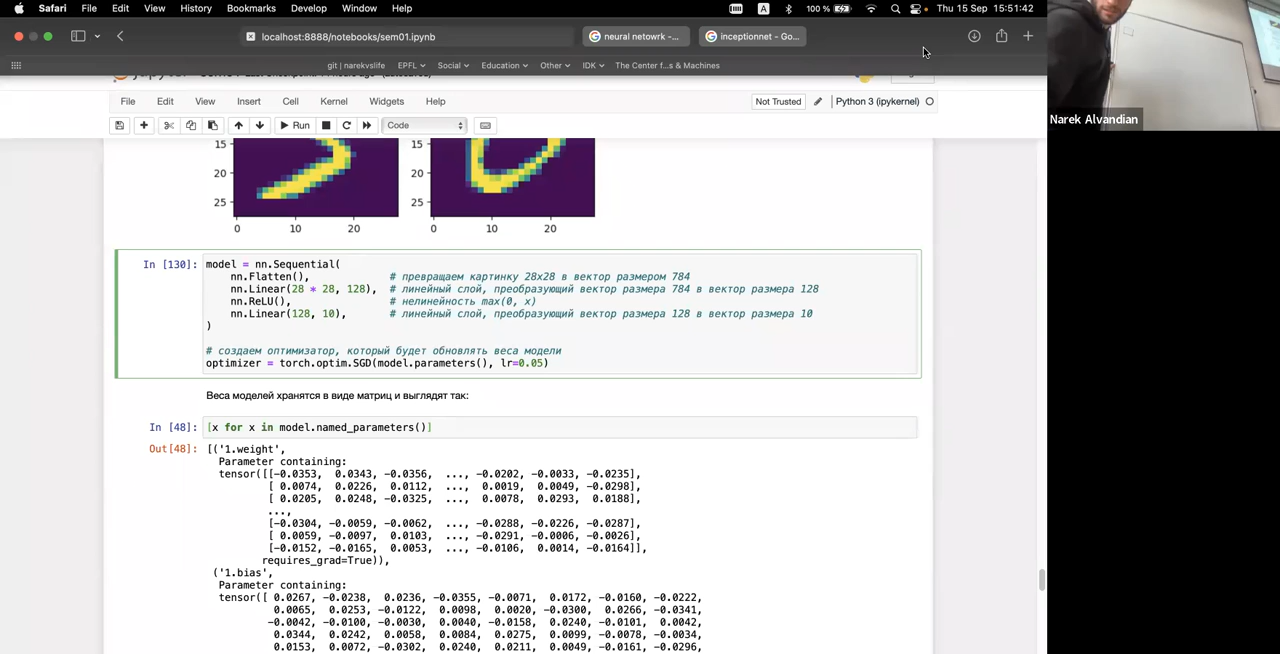 Safari File Edit View History Bookmarks Develop Window Help 100 % A Thu 15 Sep 15:51:42
localhost:8888/notebooks/sem01.ipynb neural netowrk -... inceptionnet - Go...
git | narekvslife EPFL Social Education Other IDK The Center f...s & Machines
File Edit View Insert Cell Kernel Widgets Help Not Trusted Python 3 (ipykernel)
Run Code
15 15
20 20
25 25
0 10 20 0 10 20
In [130]: model = nn.Sequential(
nn.Flatten(), # превращаем картинку 28x28 в вектор размером 784
nn.Linear(28 * 28, 128), # линейный слой, преобразующий вектор размера 784 в вектор размера 128
nn.ReLU(), # нелинейность max(0, x)
nn.Linear(128, 10), # линейный слой, преобразующий вектор размера 128 в вектор размера 10
)
# создаем оптимизатор, который будет обновлять веса модели
optimizer = torch.optim.SGD(model.parameters(), lr=0.05)
Веса моделей хранятся в виде матриц и выглядят так:
In [48]: [x for x in model.named_parameters()]
Out[48]: [('1.weight',
Parameter containing:
tensor([[-0.0353, 0.0343, -0.0356, ..., -0.0202, -0.0033, -0.0235],
[ 0.0074, 0.0226, 0.0112, ..., 0.0019, 0.0049, -0.0298],
[ 0.0205, 0.0248, -0.0325, ..., 0.0078, 0.0293, 0.0188],
...,
[-0.0304, -0.0059, -0.0062, ..., -0.0288, -0.0226, -0.0287],
[ 0.0059, -0.0097, 0.0103, ..., -0.0291, -0.0006, -0.0026],
[-0.0152, -0.0165, 0.0053, ..., -0.0106, 0.0014, -0.0164]],
requires_grad=True)),
('1.bias',
Parameter containing:
tensor([ 0.0267, -0.0238, 0.0236, -0.0355, -0.0071, 0.0172, -0.0160, -0.0222,
0.0065, 0.0253, -0.0122, 0.0098, 0.0020, -0.0300, 0.0266, -0.0341,
-0.0042, -0.0100, -0.0030, -0.0040, -0.0158, 0.0240, -0.0101, 0.0042,
0.0344, 0.0242, 0.0058, 0.0084, 0.0275, 0.0099, -0.0078, -0.0034,
0.0153, 0.0072, -0.0302, 0.0240, 0.0211, 0.0049, -0.0161, -0.0296,
Narek Alvandian